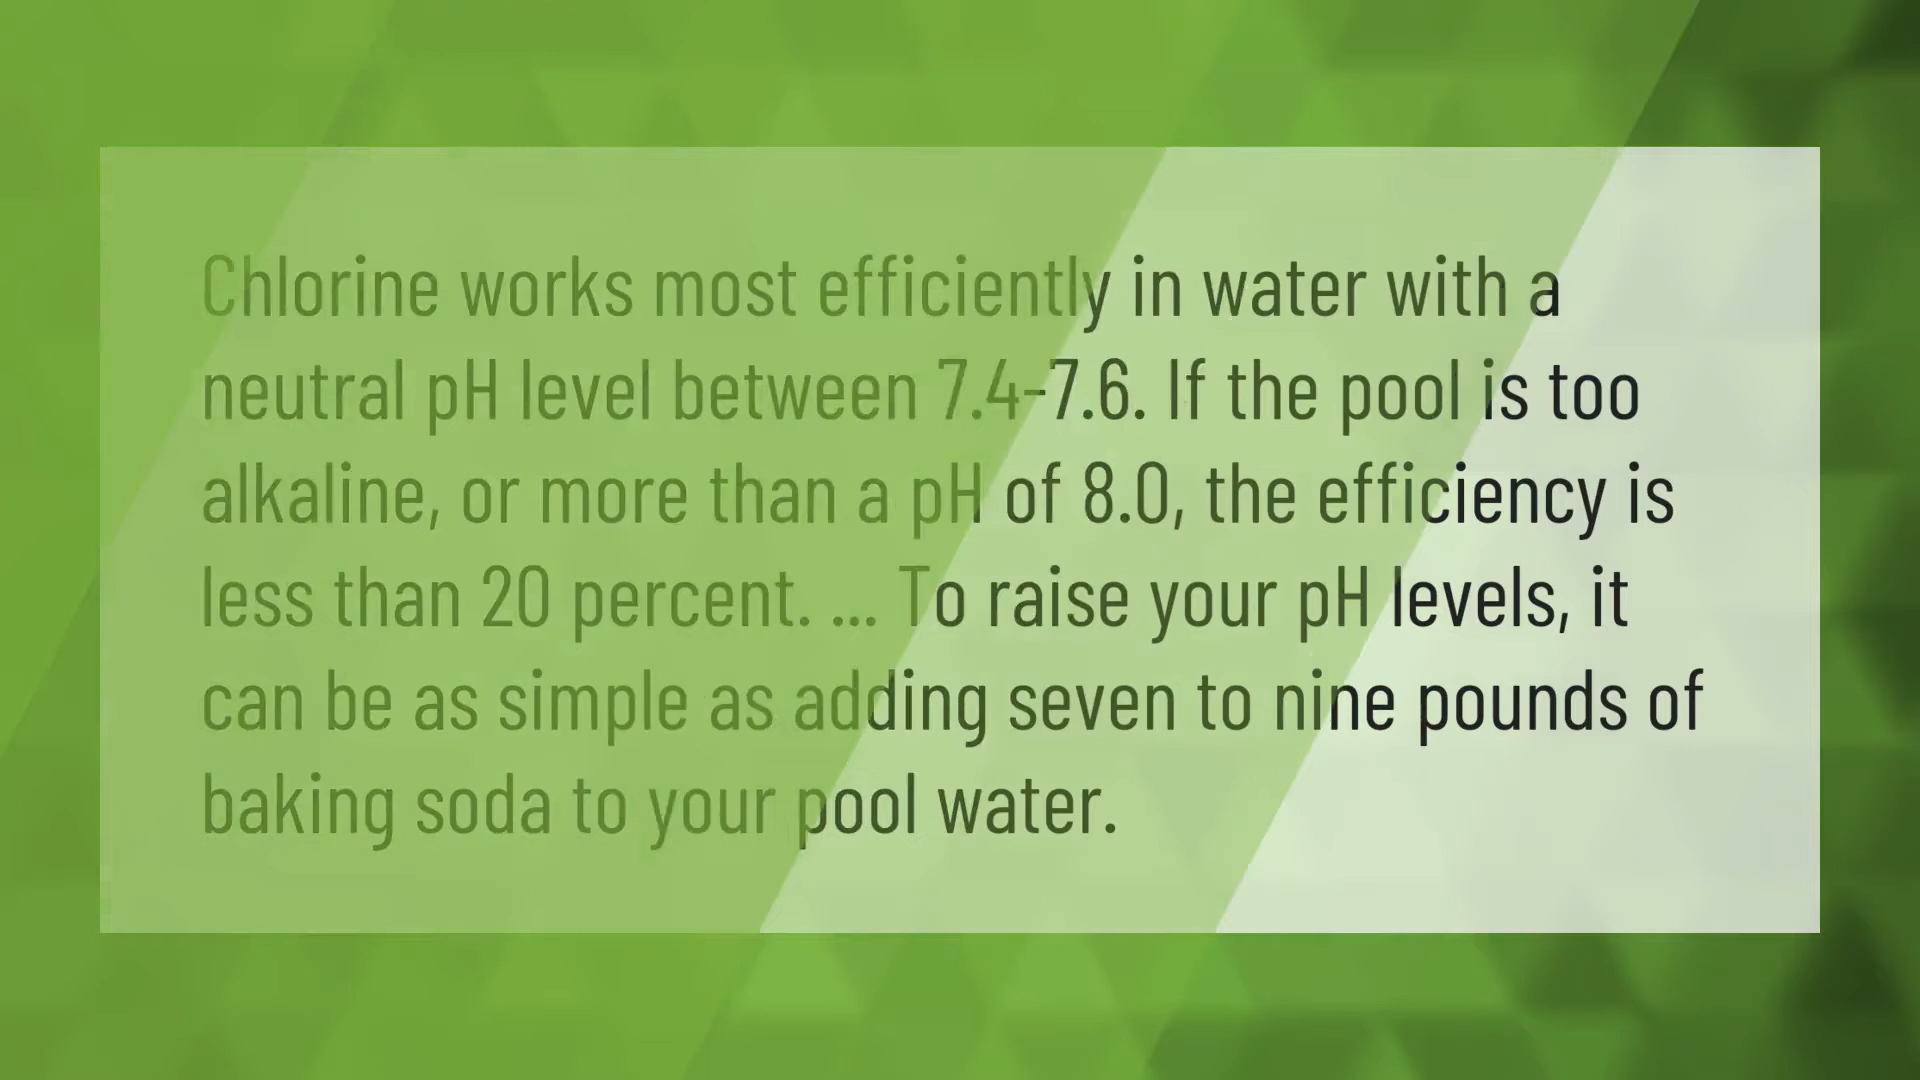 Chlorine works most efficiently in water with a
neutral pH level between 7.4-7.6. If the pool is too
alkaline, or more than a pH of 8.0, the efficiency is
less than 20 percent. ... To raise your pH levels, it
can be as simple as adding seven to nine pounds of
baking soda to your pool water.